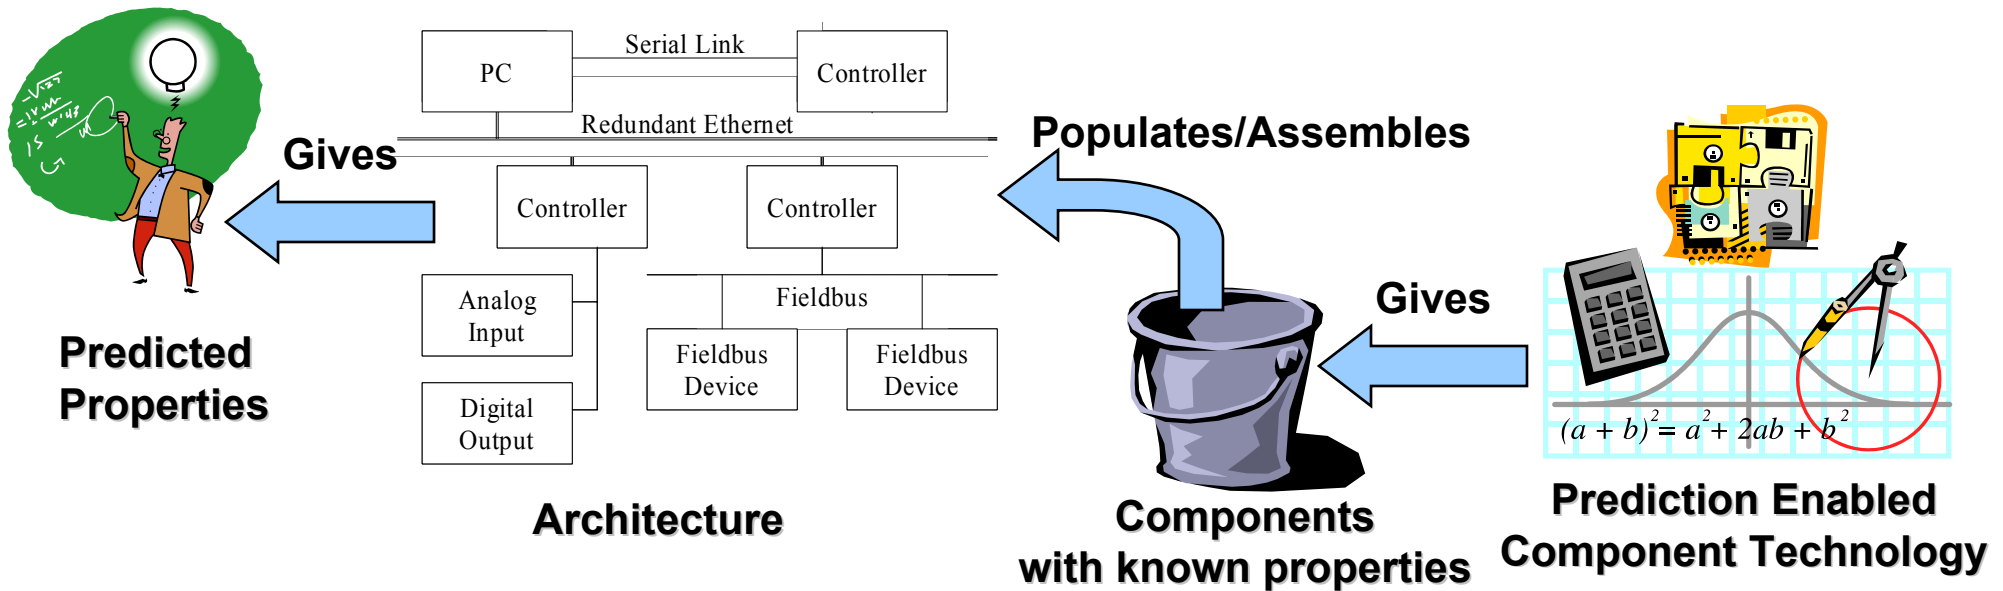 Serial Link
PC
Controller
Redundant Ethernet
Gives
Controller
Controller
Analog
Input
Fieldbus
Fieldbus
Device
Fieldbus
Device
Digital
Output
Predicted
Properties
Architecture
Populates/Assembles
Gives
Components
with known properties
(a + b)² = a² + 2ab + b²
Prediction Enabled
Component Technology